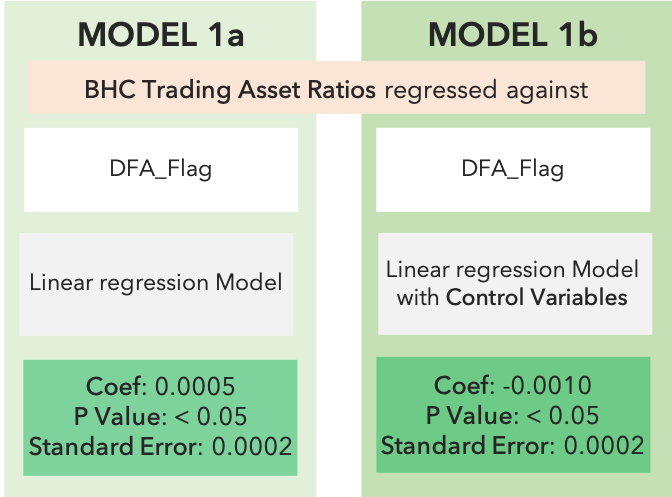 MODEL 1a
MODEL 1b
BHC Trading Asset Ratios regressed against
DFA_Flag
DFA_Flag
Linear regression Model
Linear regression Model
with Control Variables
Coef: 0.0005
P Value: < 0.05
Standard Error: 0.0002
Coef: -0.0010
P Value: < 0.05
Standard Error: 0.0002